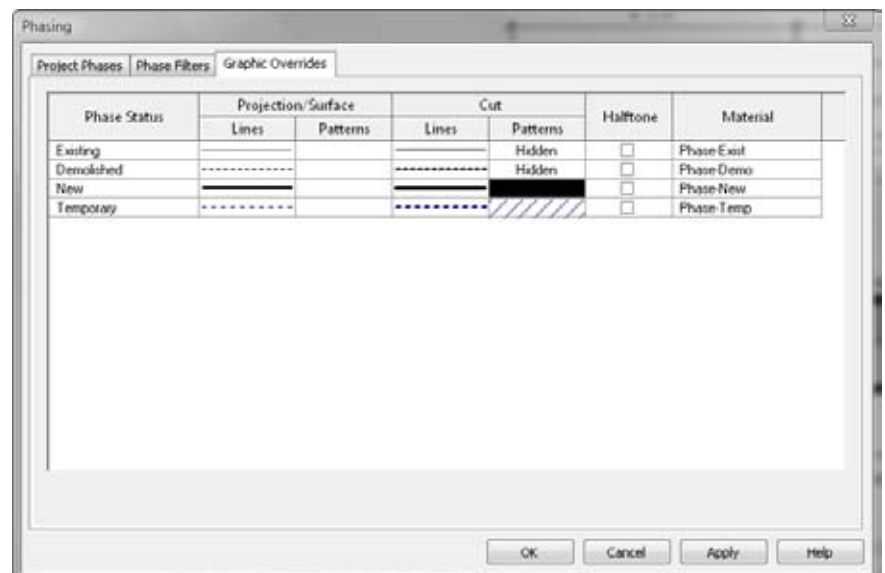 Phasing
Project Phases Phase Filters Graphic Overrides
Phase Status Projection/Surface Cut Halftone Material
Lines Patterns Lines Patterns
Existing Hidden Phase-Exist
Demolished Hidden Phase-Demo
New Phase-New
Temporary Phase-Temp
OK Cancel Apply Help